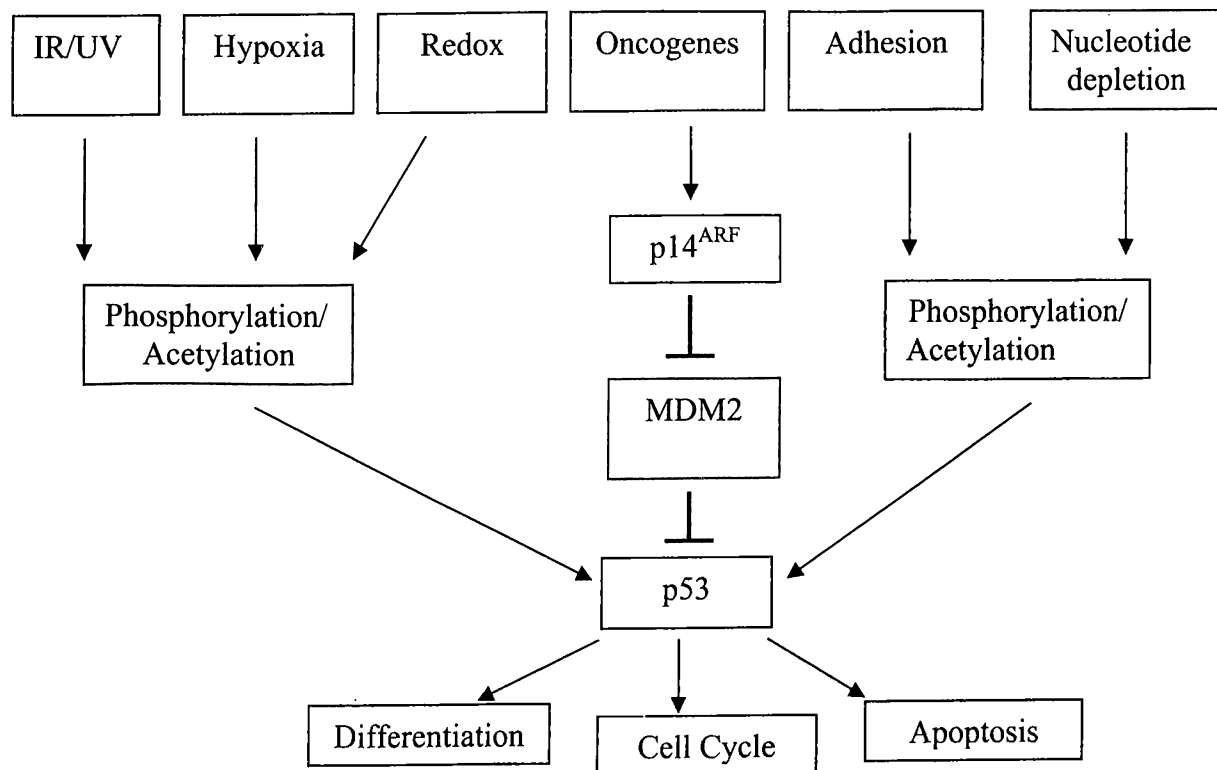 IR/UV
Hypoxia
Redox
Oncogenes
Adhesion
Nucleotide
depletion
p14ARF
Phosphorylation/
Acetylation
Phosphorylation/
Acetylation
MDM2
p53
Differentiation
Cell Cycle
Apoptosis